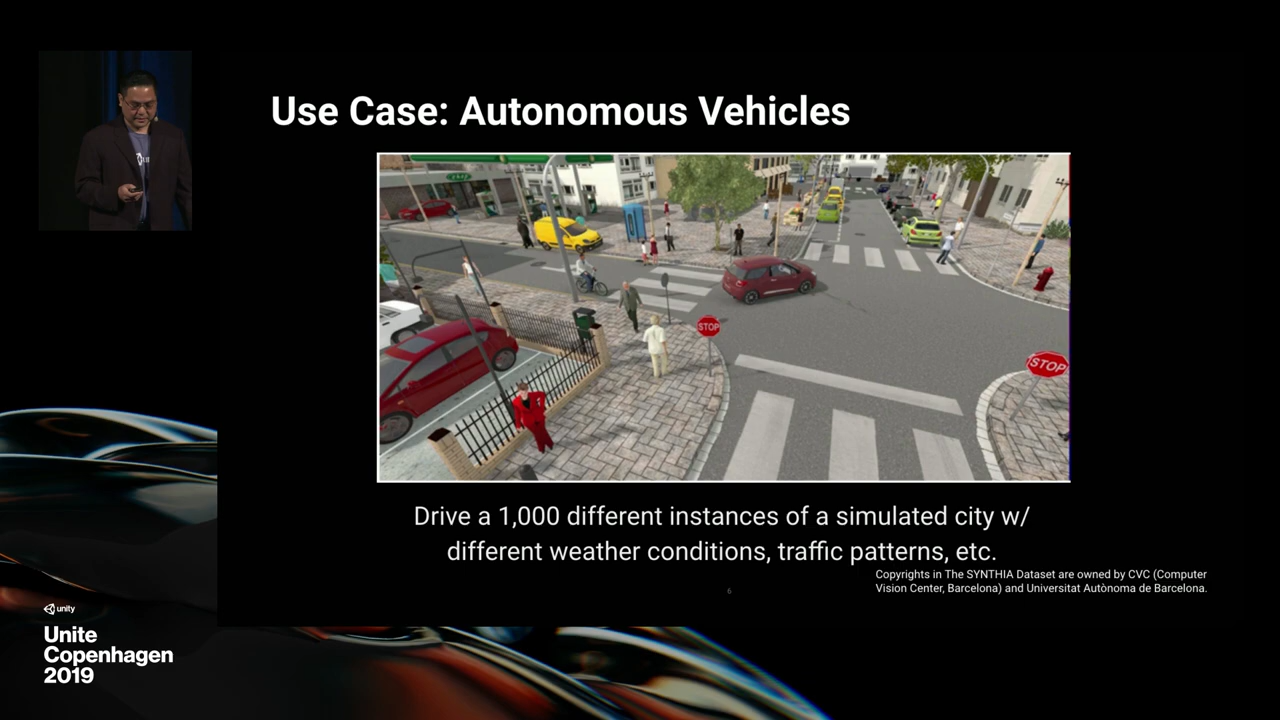 Use Case: Autonomous Vehicles
STOP
STOP
Drive a 1,000 different instances of a simulated city w/
different weather conditions, traffic patterns, etc.
Copyrights in The SYNTHIA Dataset are owned by CVC (Computer
Vision Center, Barcelona) and Universitat Autònoma de Barcelona.
6
unity
Unite
Copenhagen
2019